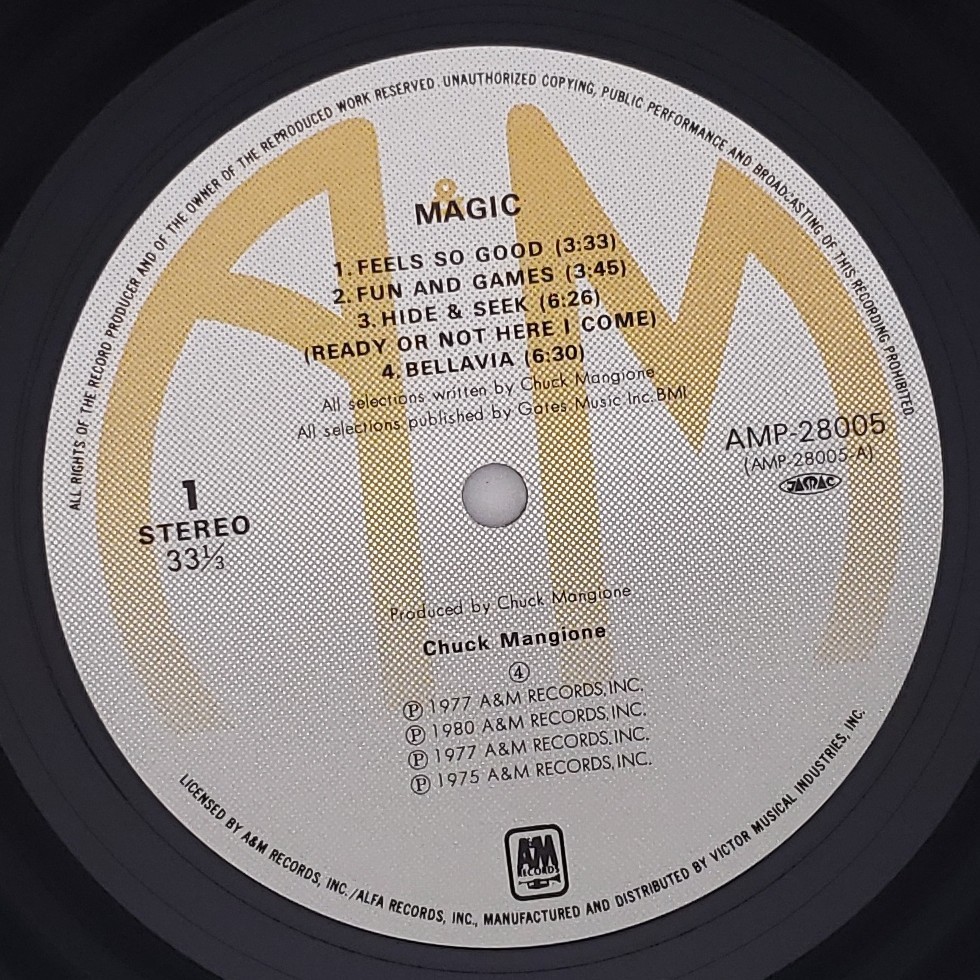 ALL RIGHTS OF THE RECORD PRODUCER AND OF THE OWNER OF THE REPRODUCED WORK RESERVED. UNAUTHORIZED COPYING, PUBLIC PERFORMANCE AND BROADCASTING OF THIS RECORDING PROHIBITED
A&M
MAGIC
1. FEELS SO GOOD (3:33)
2. FUN AND GAMES (3:45)
3. HIDE & SEEK (6:26)
(READY OR NOT HERE I COME)
4. BELLAVIA (6:30)
All selections written by Chuck Mangione
All selections published by Gates Music Inc. BMI
AMP-28005
(AMP-28005-A)
JASRAC
1
STEREO
33⅓
Produced by Chuck Mangione
Chuck Mangione
④
Ⓟ 1977 A&M RECORDS, INC.
Ⓟ 1980 A&M RECORDS, INC.
Ⓟ 1977 A&M RECORDS, INC.
Ⓟ 1975 A&M RECORDS, INC.
A&M
RECORDS
LICENSED BY A&M RECORDS, INC./ALFA RECORDS, INC., MANUFACTURED AND DISTRIBUTED BY VICTOR MUSICAL INDUSTRIES, INC.